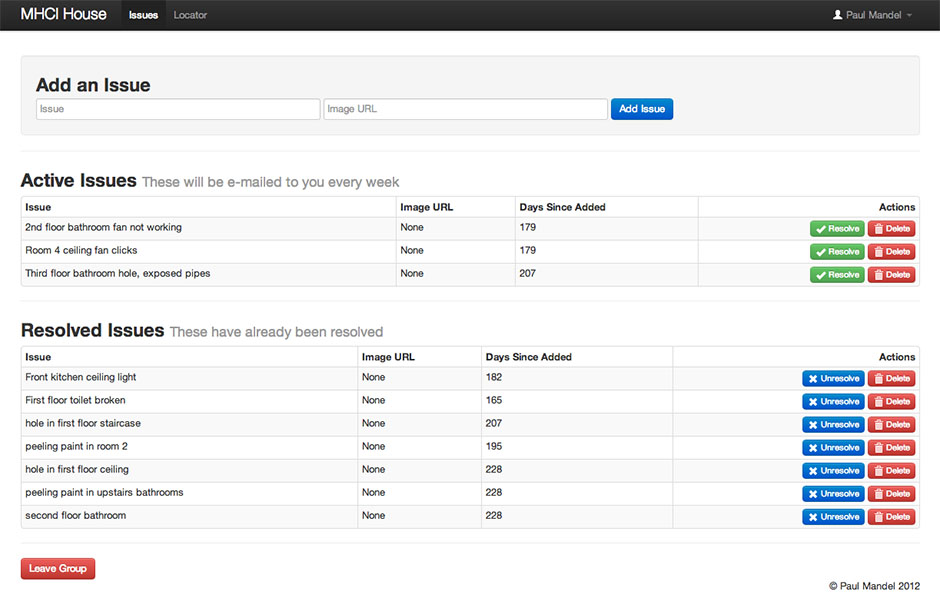 MHCI House Issues Locator Paul Mandel
Add an Issue
Issue Image URL Add Issue
Active Issues These will be e-mailed to you every week
Issue Image URL Days Since Added Actions
2nd floor bathroom fan not working None 179 Resolve Delete
Room 4 ceiling fan clicks None 179 Resolve Delete
Third floor bathroom hole, exposed pipes None 207 Resolve Delete
Resolved Issues These have already been resolved
Issue Image URL Days Since Added Actions
Front kitchen ceiling light None 182 Unresolve Delete
First floor toilet broken None 165 Unresolve Delete
hole in first floor staircase None 207 Unresolve Delete
peeling paint in room 2 None 195 Unresolve Delete
hole in first floor ceiling None 228 Unresolve Delete
peeling paint in upstairs bathrooms None 228 Unresolve Delete
second floor bathroom None 228 Unresolve Delete
Leave Group
© Paul Mandel 2012